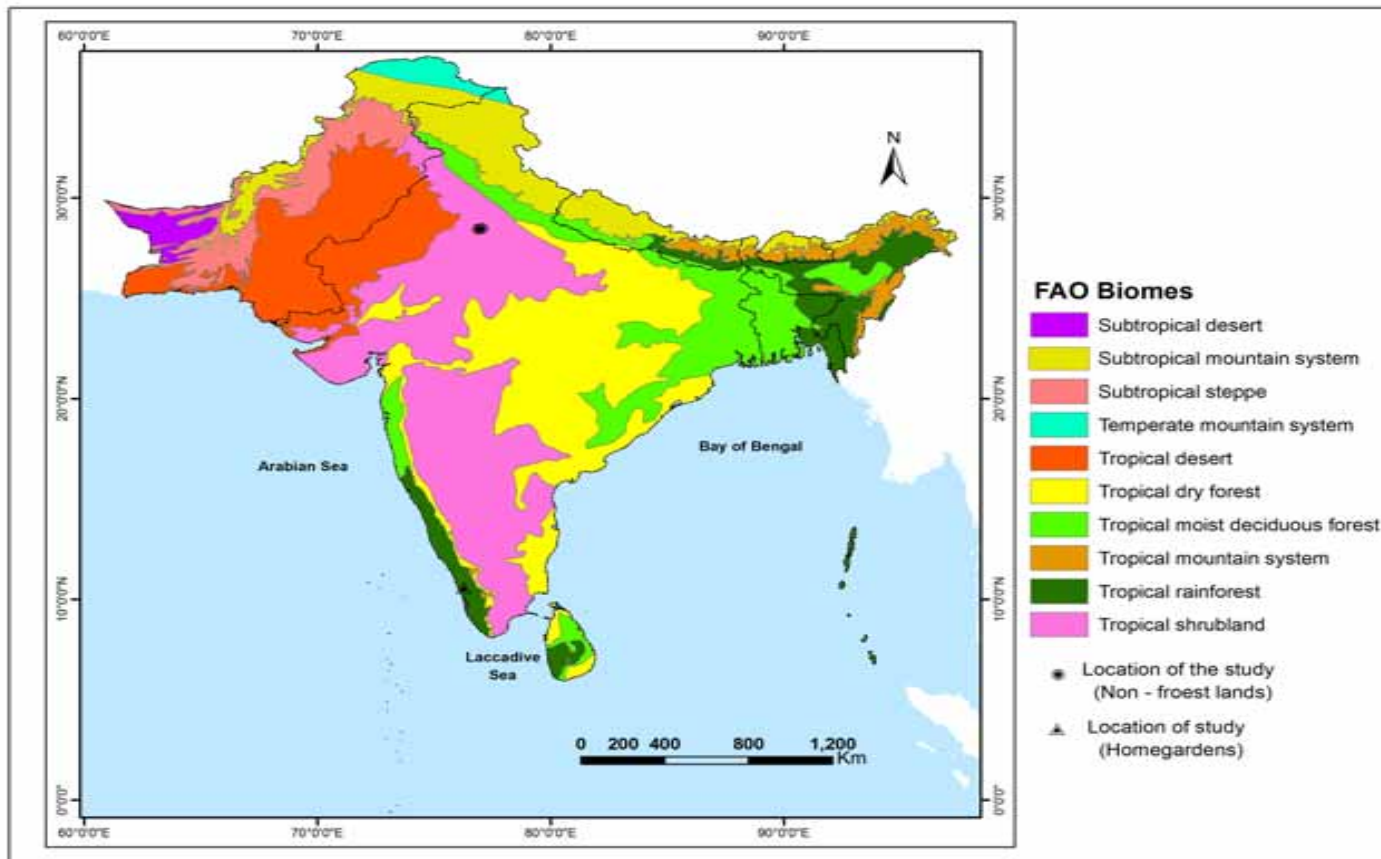 60°0'0"E 70°0'0"E 80°0'0"E 90°0'0"E
N
30°0'0"N 30°0'0"N
20°0'0"N 20°0'0"N
Arabian Sea
Bay of Bengal
10°0'0"N 10°0'0"N
Laccadive
Sea
0 200 400 800 1,200
Km
0°0'0" 0°0'0"
60°0'0"E 70°0'0"E 80°0'0"E 90°0'0"E
FAO Biomes
Subtropical desert
Subtropical mountain system
Subtropical steppe
Temperate mountain system
Tropical desert
Tropical dry forest
Tropical moist deciduous forest
Tropical mountain system
Tropical rainforest
Tropical shrubland
Location of the study
(Non - froest lands)
Location of study
(Homegardens)